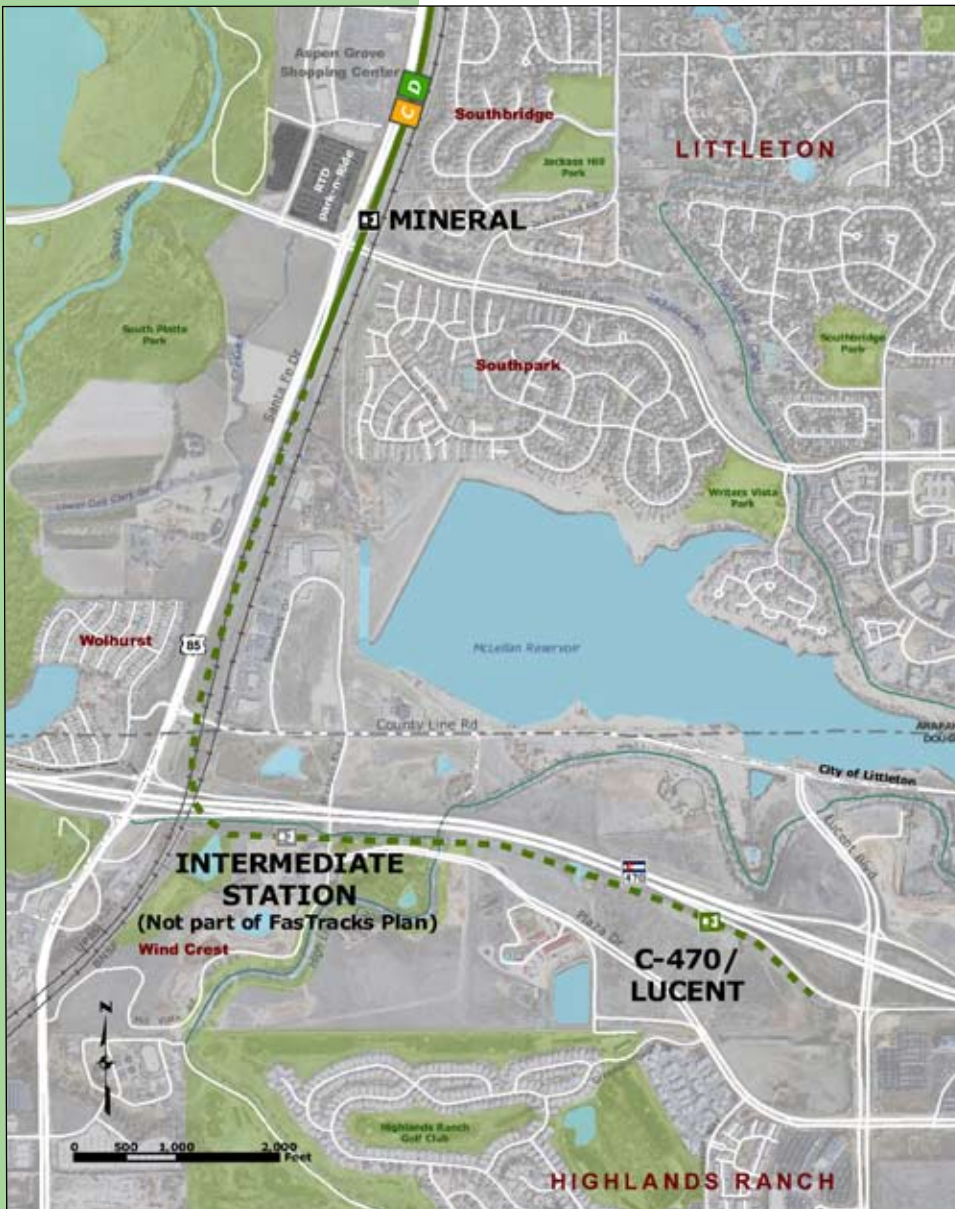 Aspen Grove
Shopping Center
D
C
Southbridge
LITTLETON
Jackass Hill
Park
RTD
park-n-Ride
MINERAL
Mineral Ave
South Platte
Park
Santa Fe Dr
Southbridge
Park
Southpark
Writers Vista
Park
Wolhurst
85
McLellan Reservoir
County Line Rd
City of Littleton
Lucent Blvd
INTERMEDIATE
STATION
(Not part of FasTracks Plan)
470
Plaza Dr
Wind Crest
C-470/
LUCENT
N
0 500 1,000 2,000
Feet
Highlands Ranch
Golf Club
HIGHLANDS RANCH